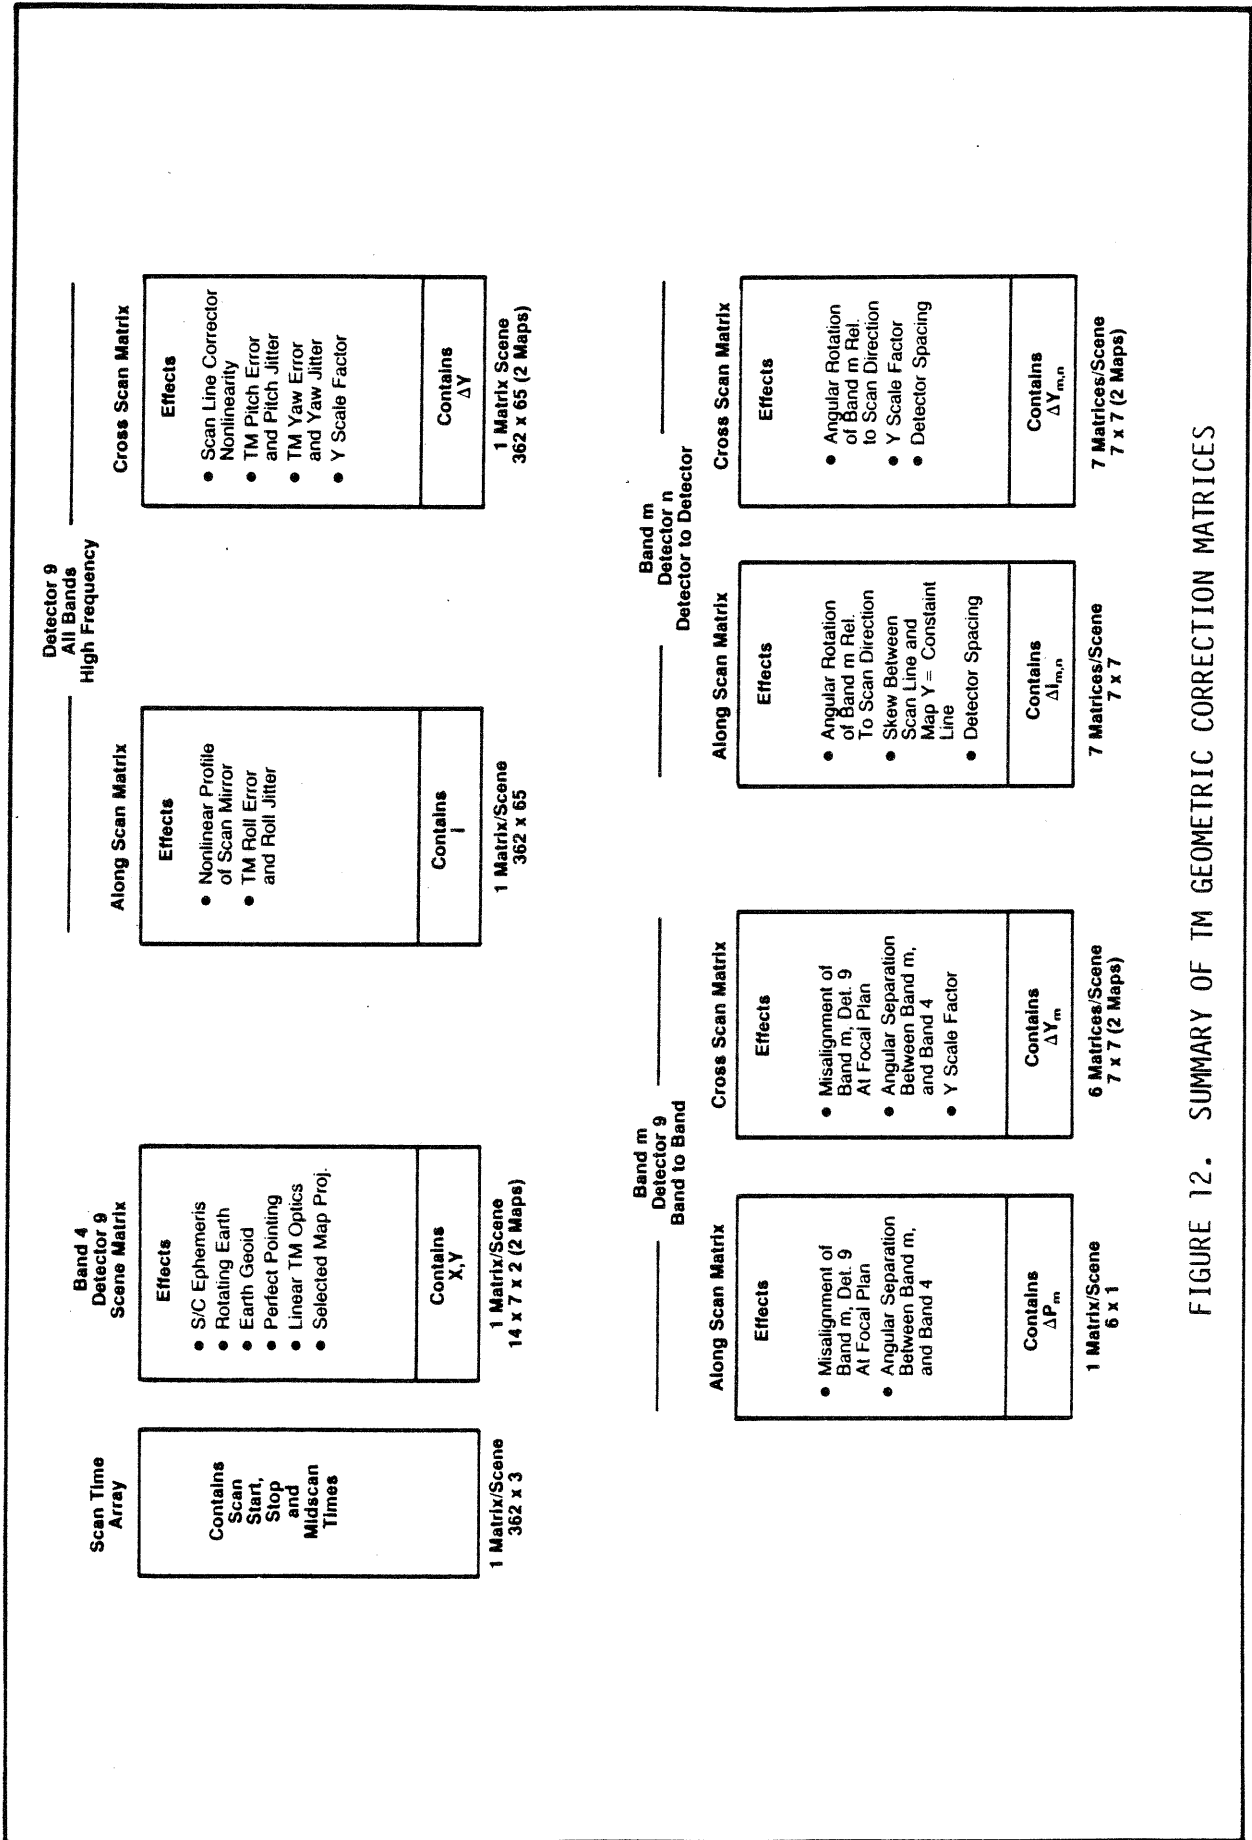 Scan Time
Array
Contains
Scan
Start,
Stop
and
Midscan
Times
1 Matrix/Scene
362 x 3
Band 4
Detector 9
Scene Matrix
Effects
• S/C Ephemeris
• Rotating Earth
• Earth Geoid
• Perfect Pointing
• Linear TM Optics
• Selected Map Proj.
Contains
X,Y
1 Matrix/Scene
14 x 7 x 2 (2 Maps)
Detector 9
All Bands
High Frequency
Along Scan Matrix
Effects
• Nonlinear Profile
of Scan Mirror
• TM Roll Error
and Roll Jitter
Contains
I
1 Matrix/Scene
362 x 65
Cross Scan Matrix
Effects
• Scan Line Corrector
Nonlinearity
• TM Pitch Error
and Pitch Jitter
• TM Yaw Error
and Yaw Jitter
• Y Scale Factor
Contains
ΔY
1 Matrix Scene
362 x 65 (2 Maps)
Band m
Detector 9
Band to Band
Along Scan Matrix
Effects
• Misalignment of
Band m, Det. 9
At Focal Plan
• Angular Separation
Between Band m,
and Band 4
Contains
ΔPm
1 Matrix/Scene
6 x 1
Cross Scan Matrix
Effects
• Misalignment of
Band m, Det. 9
At Focal Plan
• Angular Separation
Between Band m,
and Band 4
• Y Scale Factor
Contains
ΔYm
6 Matrices/Scene
7 x 7 (2 Maps)
Band m
Detector n
Detector to Detector
Along Scan Matrix
Effects
• Angular Rotation
of Band m Rel.
To Scan Direction
• Skew Between
Scan Line and
Map Y = Constaint
Line
• Detector Spacing
Contains
ΔIm,n
7 Matrices/Scene
7 x 7
Cross Scan Matrix
Effects
• Angular Rotation
of Band m Rel.
to Scan Direction
• Y Scale Factor
• Detector Spacing
Contains
ΔYm,n
7 Matrices/Scene
7 x 7 (2 Maps)
FIGURE 12. SUMMARY OF TM GEOMETRIC CORRECTION MATRICES